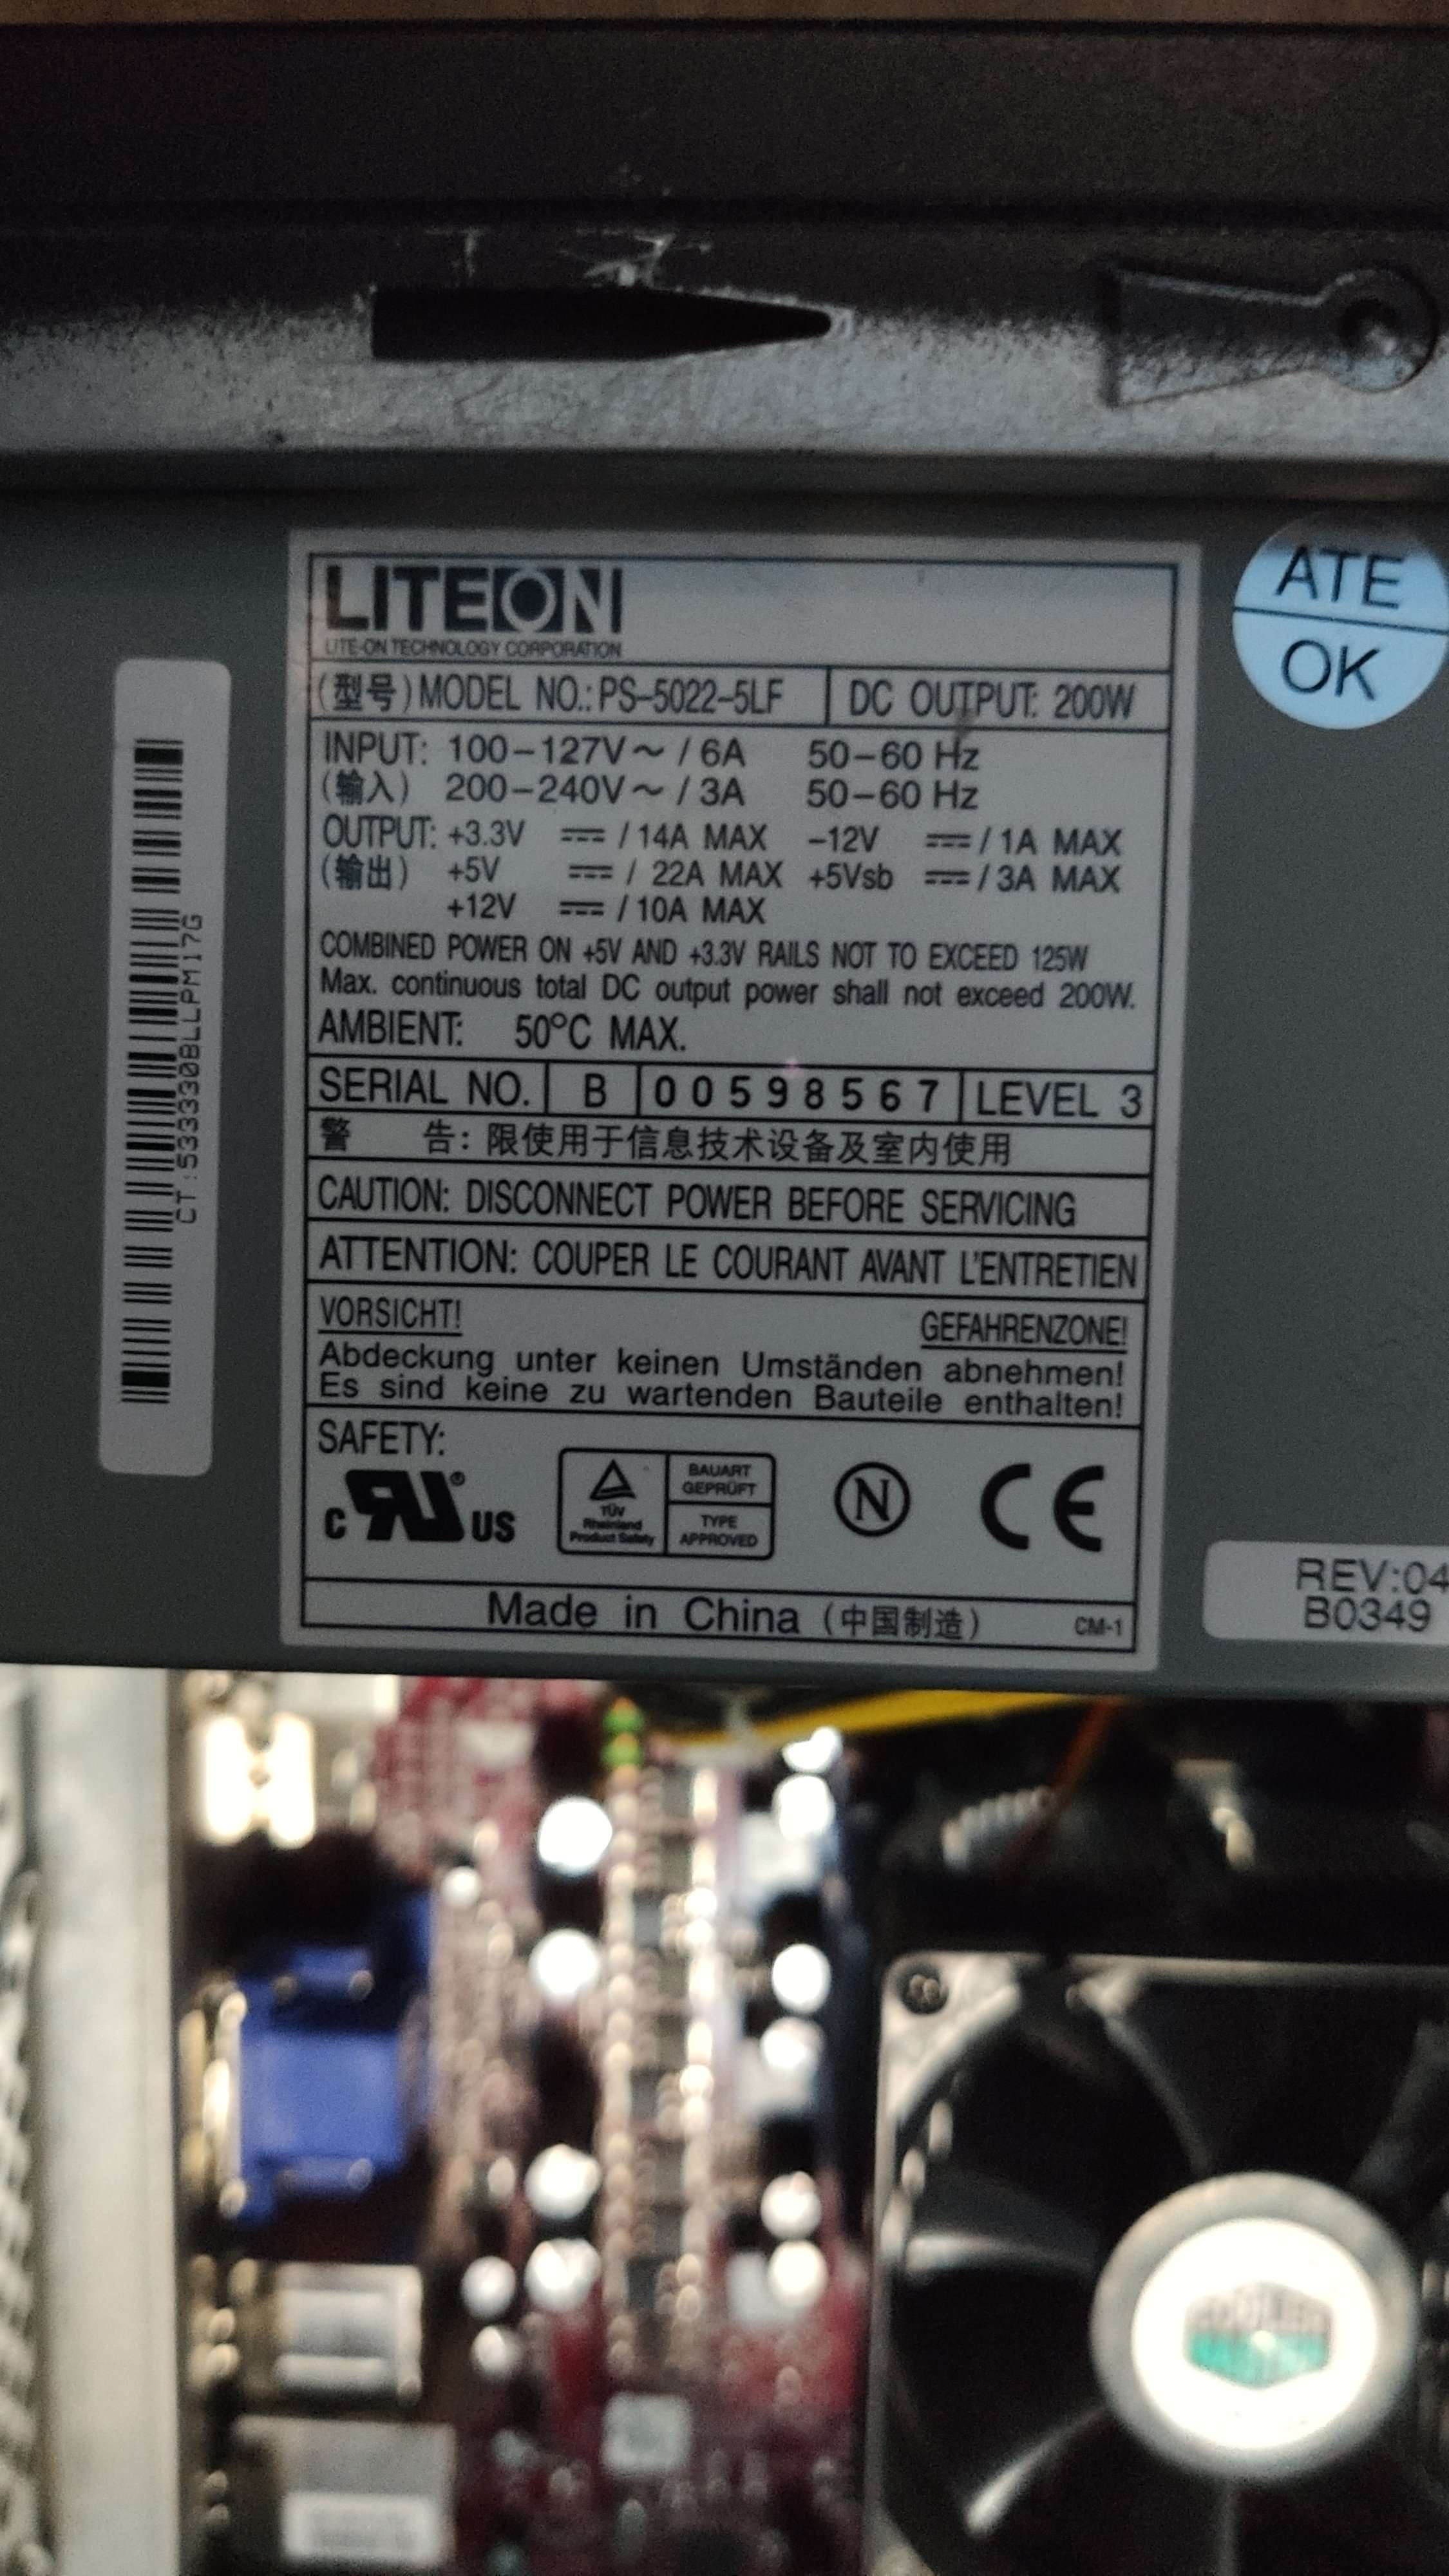 ATE
OK
LITEON
LITE-ON TECHNOLOGY CORPORATION
(型号) MODEL NO.: PS-5022-5LF DC OUTPUT: 200W
INPUT: 100-127V~ / 6A 50-60 Hz
(输入) 200-240V~ / 3A 50-60 Hz
OUTPUT: +3.3V ⎓ / 14A MAX -12V ⎓ / 1A MAX
(输出) +5V ⎓ / 22A MAX +5Vsb ⎓ / 3A MAX
+12V ⎓ / 10A MAX
COMBINED POWER ON +5V AND +3.3V RAILS NOT TO EXCEED 125W
Max. continuous total DC output power shall not exceed 200W.
AMBIENT: 50°C MAX.
SERIAL NO. B 00598567 LEVEL 3
警 告: 限使用于信息技术设备及室内使用
CAUTION: DISCONNECT POWER BEFORE SERVICING
ATTENTION: COUPER LE COURANT AVANT L'ENTRETIEN
VORSICHT! GEFAHRENZONE!
Abdeckung unter keinen Umständen abnehmen!
Es sind keine zu wartenden Bauteile enthalten!
SAFETY:
c RU ® US
TÜV
Rheinland
Product Safety
BAUART
GEPRÜFT
TYPE
APPROVED
N
CE
Made in China (中国制造) CM-1
CT:533330BLLPM17G
REV:04
B0349